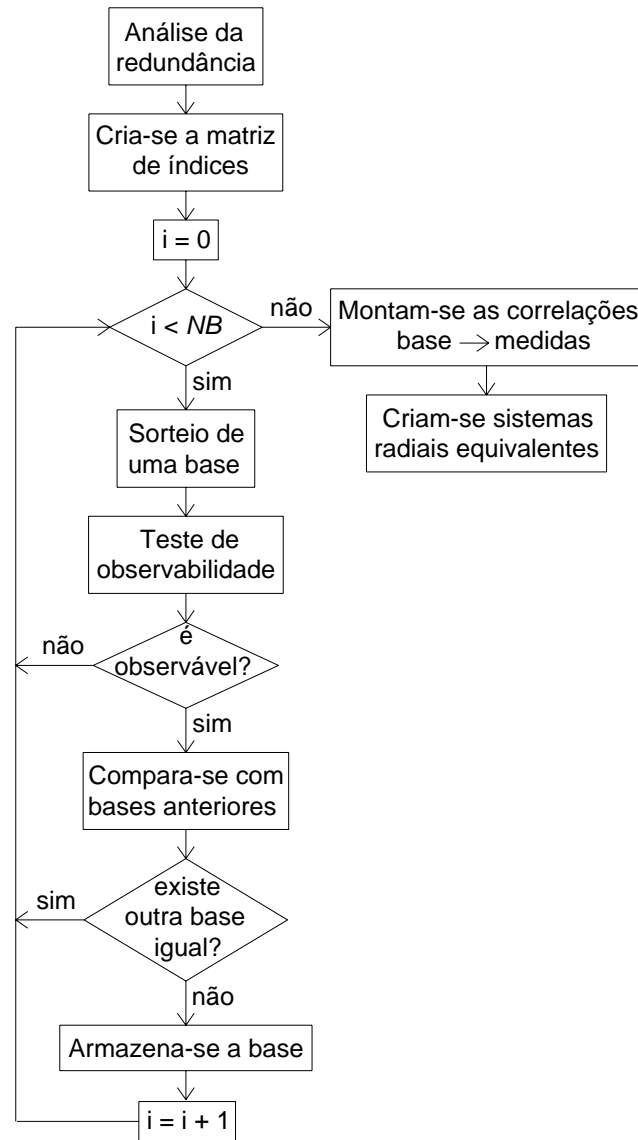 Análise da
redundância
Cria-se a matriz
de índices
i = 0
i < NB
não
sim
Montam-se as correlações
base → medidas
Criam-se sistemas
radiais equivalentes
Sorteio de
uma base
Teste de
observabilidade
é
observável?
não
sim
Compara-se com
bases anteriores
existe
outra base
igual?
sim
não
Armazena-se a base
i = i + 1